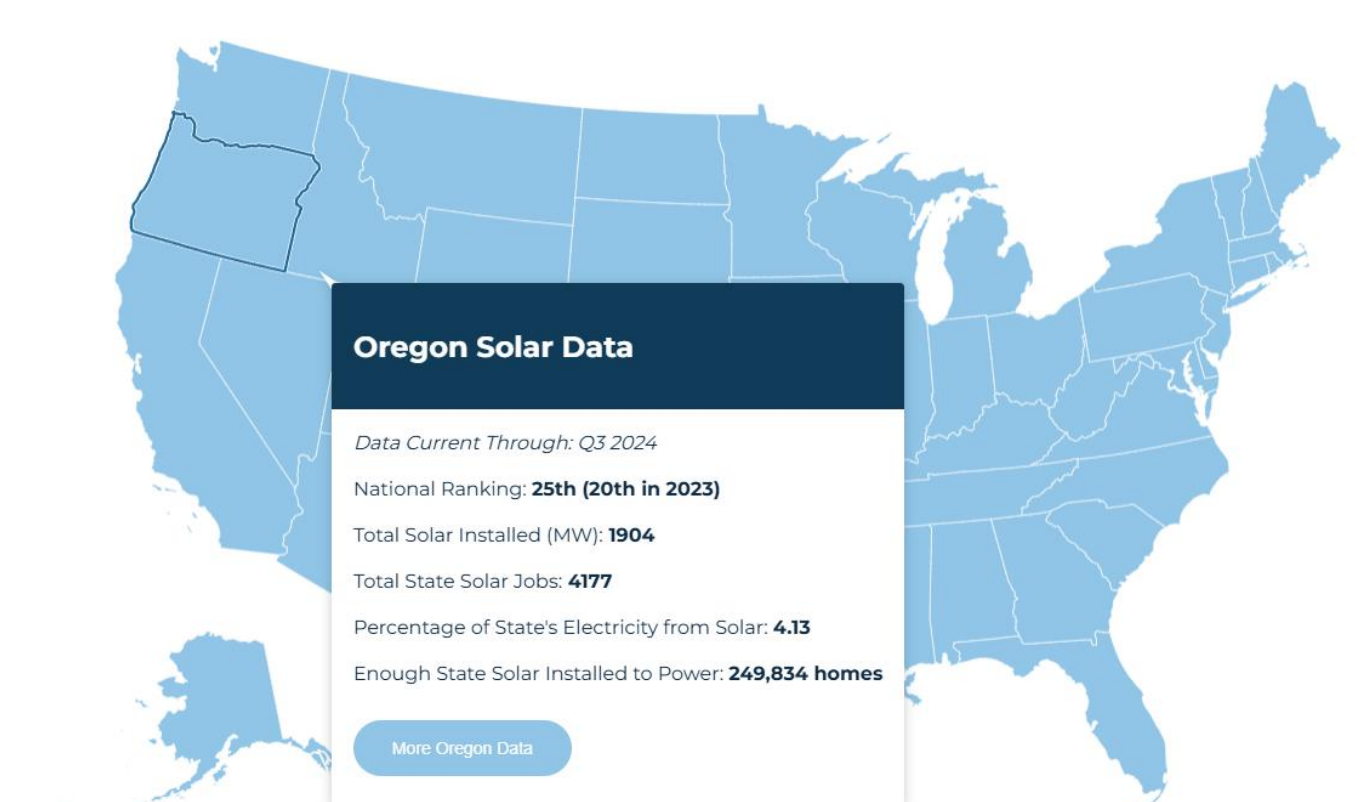 Oregon Solar Data
Data Current Through: Q3 2024
National Ranking: 25th (20th in 2023)
Total Solar Installed (MW): 1904
Total State Solar Jobs: 4177
Percentage of State's Electricity from Solar: 4.13
Enough State Solar Installed to Power: 249,834 homes
More Oregon Data